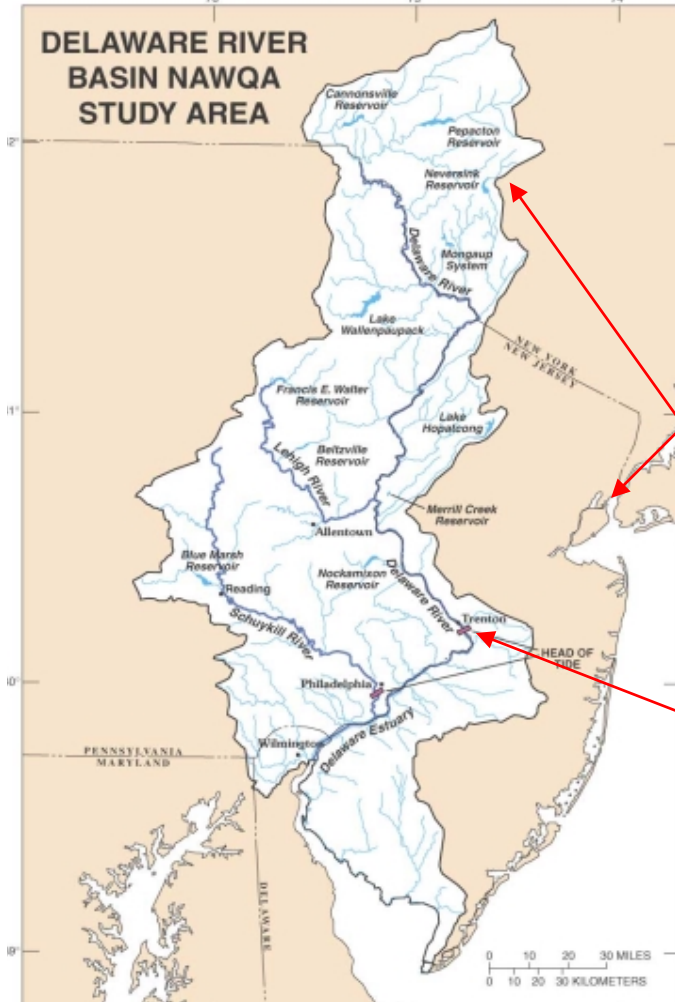 DELAWARE RIVER
BASIN NAWQA
STUDY AREA
Cannonsville
Reservoir
Pepacton
Reservoir
Neversink
Reservoir
Delaware River
Mongaup
System
Lake
Wallenpaupack
NEW YORK
NEW JERSEY
Francis E. Walter
Reservoir
Lake
Hopatcong
Lehigh River
Beltzville
Reservoir
Merrill Creek
Reservoir
Allentown
Blue Marsh
Reservoir
Nockamixon
Reservoir
Delaware River
Reading
Trenton
Schuykill River
HEAD OF
TIDE
Philadelphia
Wilmington
Delaware Estuary
PENNSYLVANIA
MARYLAND
DELAWARE
0 10 20 30 MILES
0 10 20 30 KILOMETERS